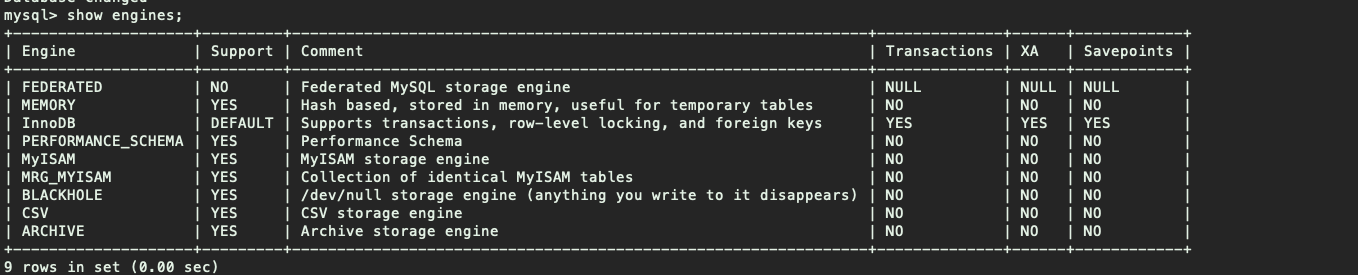 Database changed
mysql> show engines;
+--------------------+---------+----------------------------------------------------------------+--------------+------+------------+
| Engine             | Support | Comment                                                        | Transactions | XA   | Savepoints |
+--------------------+---------+----------------------------------------------------------------+--------------+------+------------+
| FEDERATED          | NO      | Federated MySQL storage engine                                 | NULL         | NULL | NULL       |
| MEMORY             | YES     | Hash based, stored in memory, useful for temporary tables      | NO           | NO   | NO         |
| InnoDB             | DEFAULT | Supports transactions, row-level locking, and foreign keys     | YES          | YES  | YES        |
| PERFORMANCE_SCHEMA | YES     | Performance Schema                                             | NO           | NO   | NO         |
| MyISAM             | YES     | MyISAM storage engine                                          | NO           | NO   | NO         |
| MRG_MYISAM         | YES     | Collection of identical MyISAM tables                          | NO           | NO   | NO         |
| BLACKHOLE          | YES     | /dev/null storage engine (anything you write to it disappears) | NO           | NO   | NO         |
| CSV                | YES     | CSV storage engine                                             | NO           | NO   | NO         |
| ARCHIVE            | YES     | Archive storage engine                                         | NO           | NO   | NO         |
+--------------------+---------+----------------------------------------------------------------+--------------+------+------------+
9 rows in set (0.00 sec)